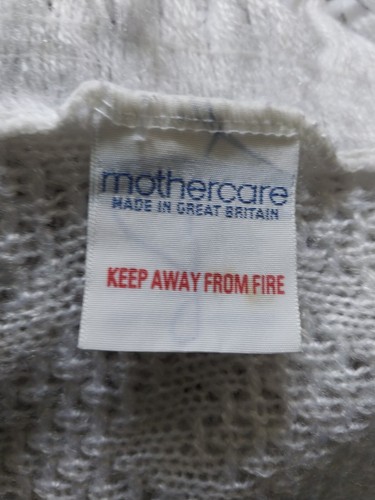 mothercare
MADE IN GREAT BRITAIN
KEEP AWAY FROM FIRE